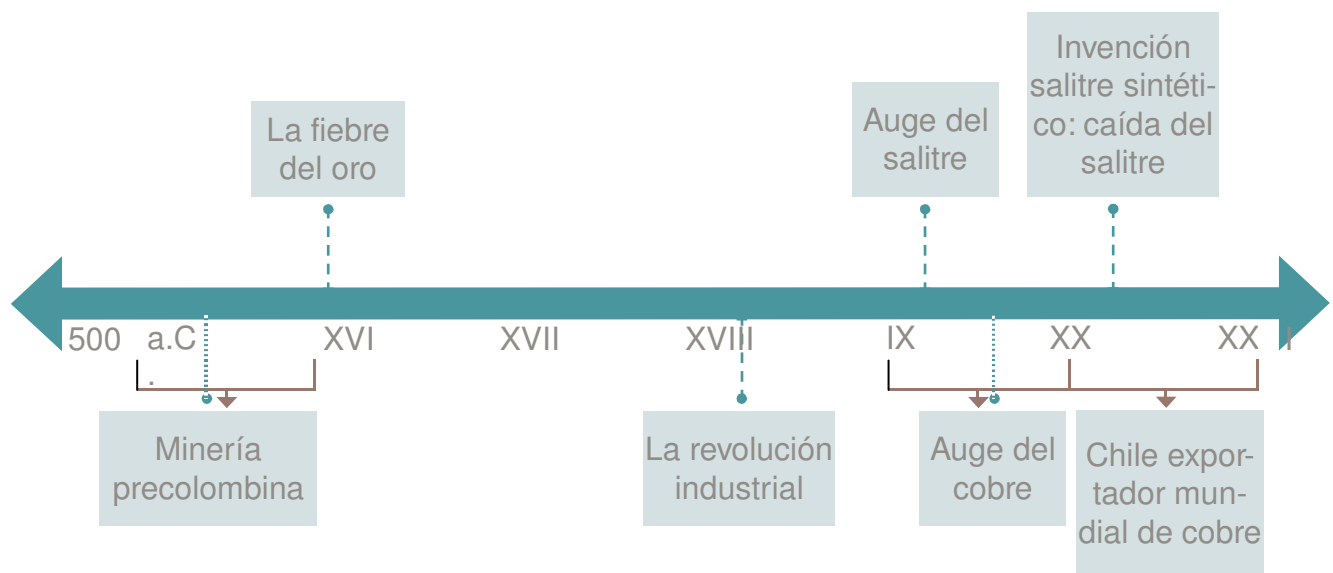 La fiebre
del oro
Auge del
salitre
Invención
salitre sintéti-
co: caída del
salitre
500 a.C XVI XVII XVIII IX XX XX I
.
Minería
precolombina
La revolución
industrial
Auge del
cobre
Chile expor-
tador mun-
dial de cobre